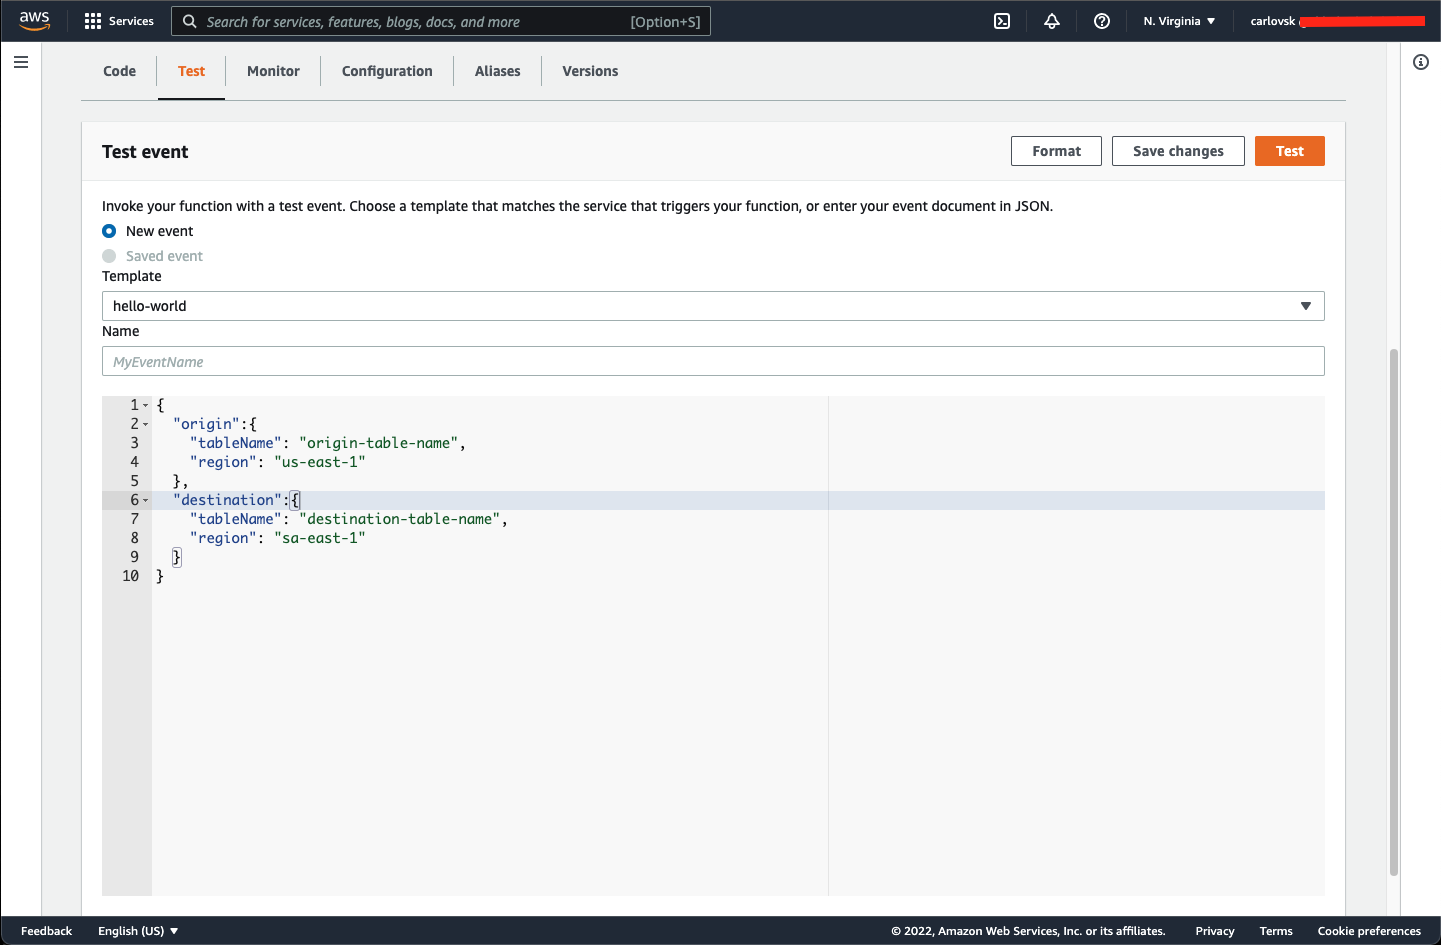 aws Services Search for services, features, blogs, docs, and more [Option+S] N. Virginia ▼ carlovsk
Code Test Monitor Configuration Aliases Versions
Test event Format Save changes Test
Invoke your function with a test event. Choose a template that matches the service that triggers your function, or enter your event document in JSON.
New event
Saved event
Template
hello-world
Name
MyEventName
1 {
2   "origin":{
3     "tableName": "origin-table-name",
4     "region": "us-east-1"
5   },
6   "destination":{
7     "tableName": "destination-table-name",
8     "region": "sa-east-1"
9   }
10 }
Feedback English (US) ▼ © 2022, Amazon Web Services, Inc. or its affiliates. Privacy Terms Cookie preferences